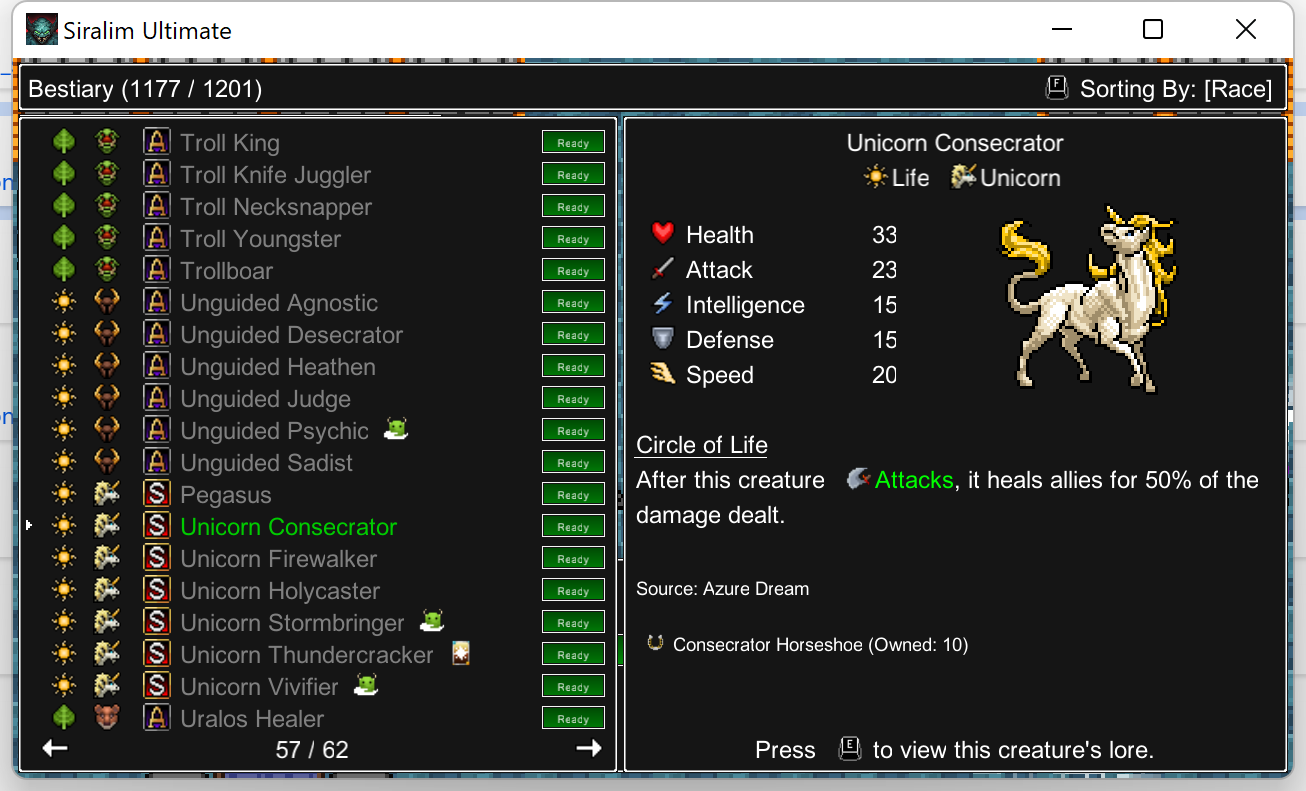 Siralim Ultimate
Bestiary (1177 / 1201)
F Sorting By: [Race]
A Troll King Ready
A Troll Knife Juggler Ready
A Troll Necksnapper Ready
A Troll Youngster Ready
A Trollboar Ready
A Unguided Agnostic Ready
A Unguided Desecrator Ready
A Unguided Heathen Ready
A Unguided Judge Ready
A Unguided Psychic Ready
A Unguided Sadist Ready
S Pegasus Ready
S Unicorn Consecrator Ready
S Unicorn Firewalker Ready
S Unicorn Holycaster Ready
S Unicorn Stormbringer Ready
S Unicorn Thundercracker Ready
S Unicorn Vivifier Ready
A Uralos Healer Ready
57 / 62
Unicorn Consecrator
Life Unicorn
Health 33
Attack 23
Intelligence 15
Defense 15
Speed 20
Circle of Life
After this creature Attacks, it heals allies for 50% of the
damage dealt.
Source: Azure Dream
Consecrator Horseshoe (Owned: 10)
Press E to view this creature's lore.